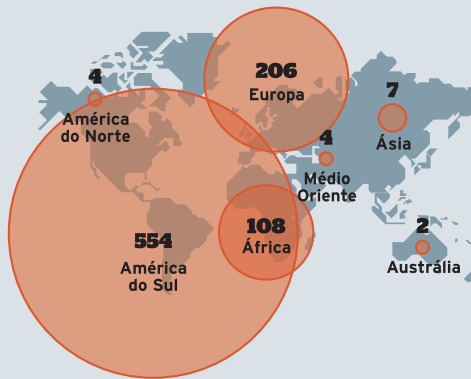 4
América
do Norte
206
Europa
7
Ásia
4
Médio
Oriente
554
América
do Sul
108
África
2
Austrália